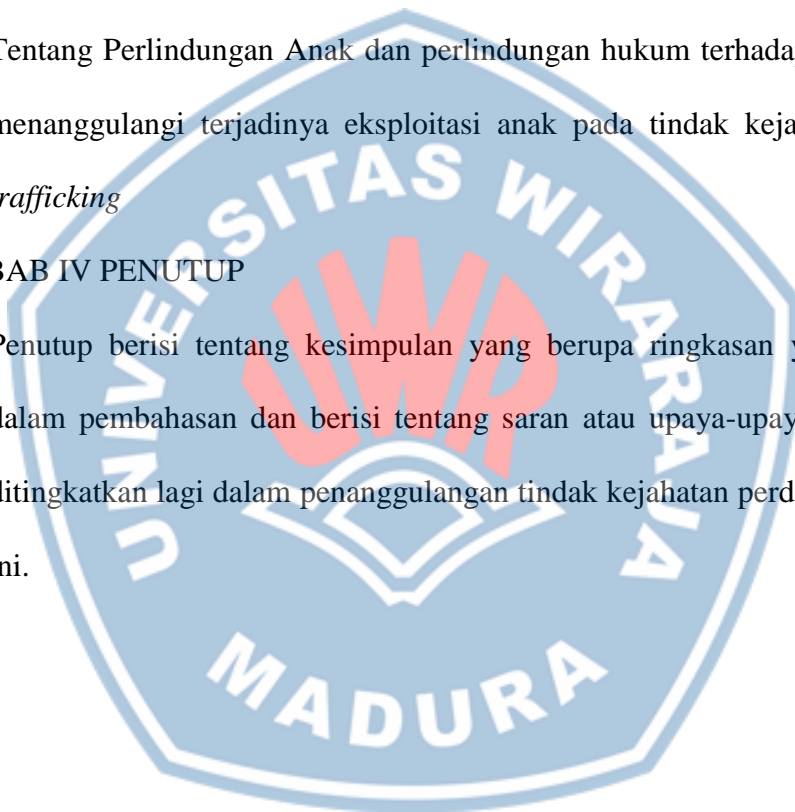 Tentang Perlindungan Anak dan perlindungan hukum terhada
menanggulangi terjadinya eksploitasi anak pada tindak keja
trafficking
BAB IV PENUTUP
Penutup berisi tentang kesimpulan yang berupa ringkasan y
dalam pembahasan dan berisi tentang saran atau upaya-upay
ditingkatkan lagi dalam penanggulangan tindak kejahatan perd
ini.
UNIVERSITAS WIRARAJA
UWR
MADURA